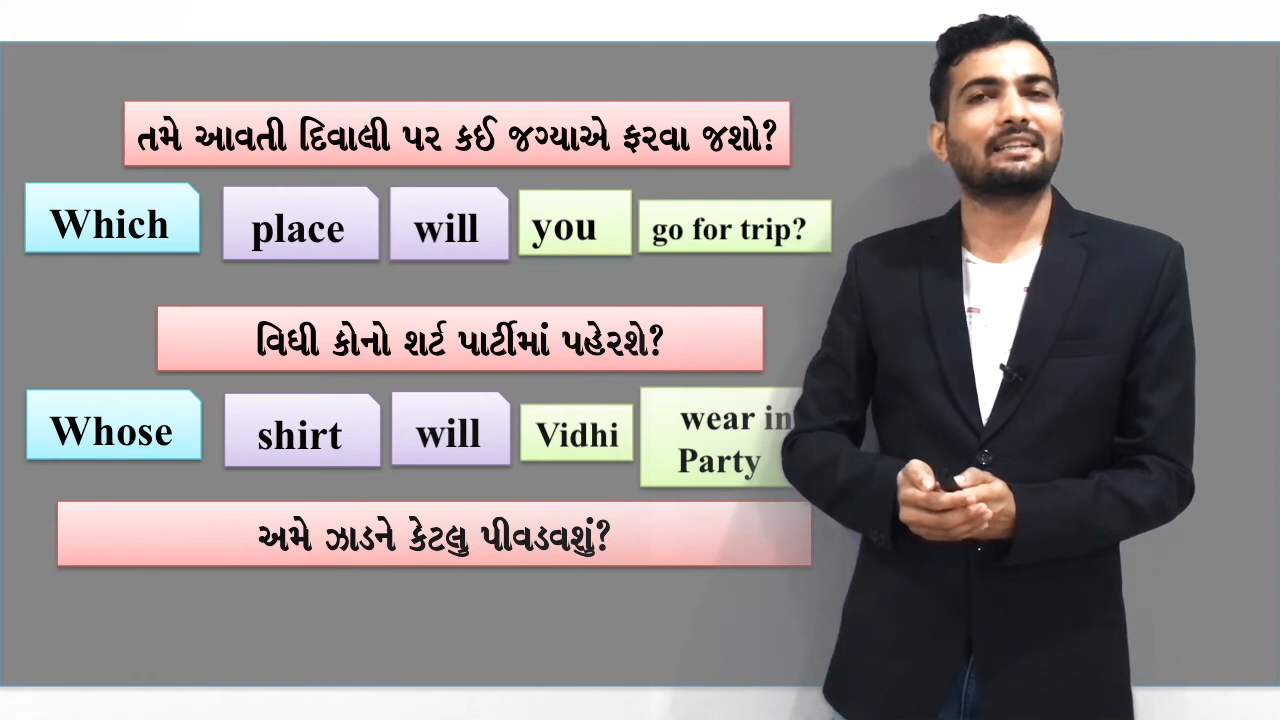 તમે આવતી દિવાલી પર કઈ જગ્યાએ ફરવા જશો?
Which place will you go for trip?
વિધી કોનો શર્ટ પાર્ટીમાં પહેરશે?
Whose shirt will Vidhi wear in
Party
અમે ઝાડને કેટલુ પીવડવશું?